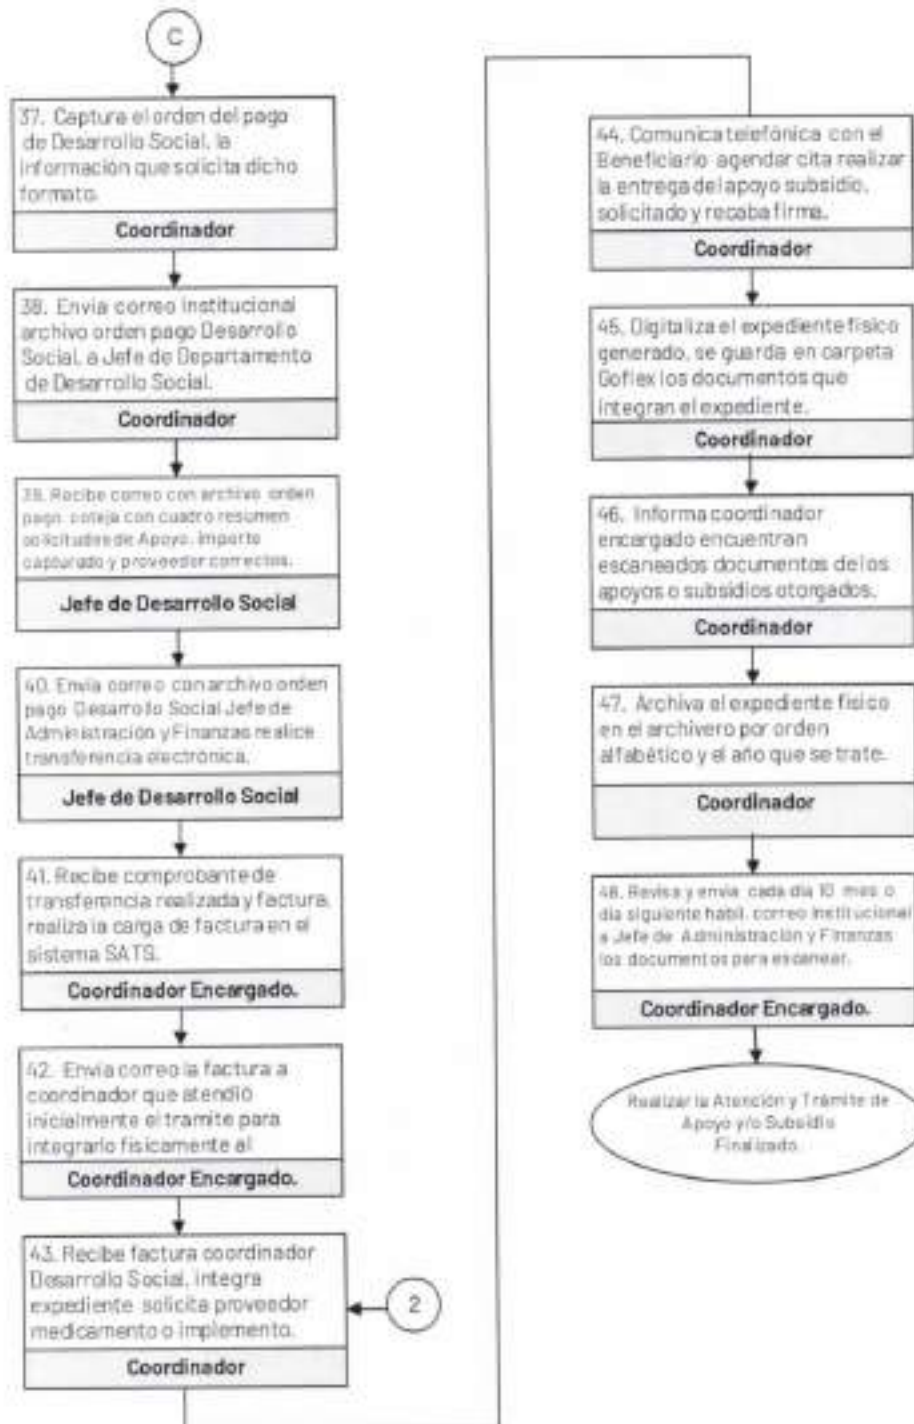 C
37. Captura el orden del pago
de Desarrollo Social, la
información que solicita dicho
formato.
Coordinador
38. Envía correo institucional
archivo orden pago Desarrollo
Social, a Jefe de Departamento
de Desarrollo Social.
Coordinador
39. Recibe correo con archivo orden
pago, coteja con cuadro resumen
solicitudes de Apoyo, importe
capturado y proveedor correctos.
Jefe de Desarrollo Social
40. Envía correo con archivo orden
pago Desarrollo Social Jefe de
Administración y Finanzas realice
transferencia electrónica.
Jefe de Desarrollo Social
41. Recibe comprobante de
transferencia realizada y factura,
realiza la carga de factura en el
sistema SATS.
Coordinador Encargado.
42. Envía correo la factura a
coordinador que atendió
inicialmente el tramite para
integrarlo físicamente al
Coordinador Encargado.
43. Recibe factura coordinador
Desarrollo Social, integra
expediente solicita proveedor
medicamento o implemento.
Coordinador
2
44. Comunica telefónica con el
Beneficiario agendar cita realizar
la entrega del apoyo subsidio,
solicitado y recaba firma.
Coordinador
45. Digitaliza el expediente físico
generado, se guarda en carpeta
Goflex los documentos que
integran el expediente.
Coordinador
46. Informa coordinador
encargado encuentran
escaneados documentos de los
apoyos o subsidios otorgados.
Coordinador
47. Archiva el expediente físico
en el archivero por orden
alfabético y el año que se trate.
Coordinador
48. Revisa y envía cada día 10 mes o
día siguiente hábil, correo institucional
a Jefe de Administración y Finanzas
los documentos para escanear.
Coordinador Encargado.
Realizar la Atención y Trámite de
Apoyo y/o Subsidio
Finalizado.